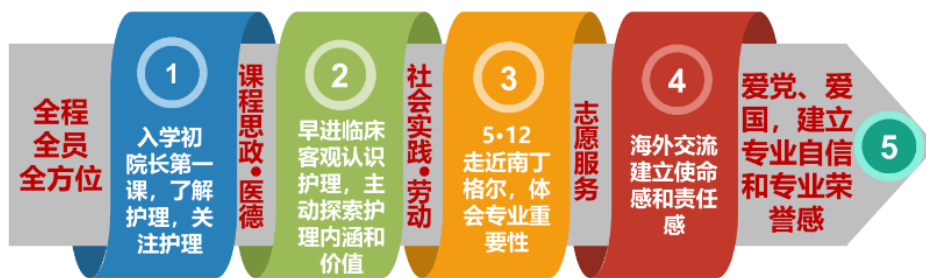 全程
全员
全方位
1
入学初
院长第一
课，了解
护理，关
注护理
课程思政•医德
2
早进临床
客观认识
护理，主
动探索护
理内涵和
价值
社会实践•劳动
3
5•12
走近南丁
格尔，体
会专业重
要性
志愿服务
4
海外交流
建立使命
感和责任
感
爱党、爱
国，建立
专业自信
和专业荣
誉感
5